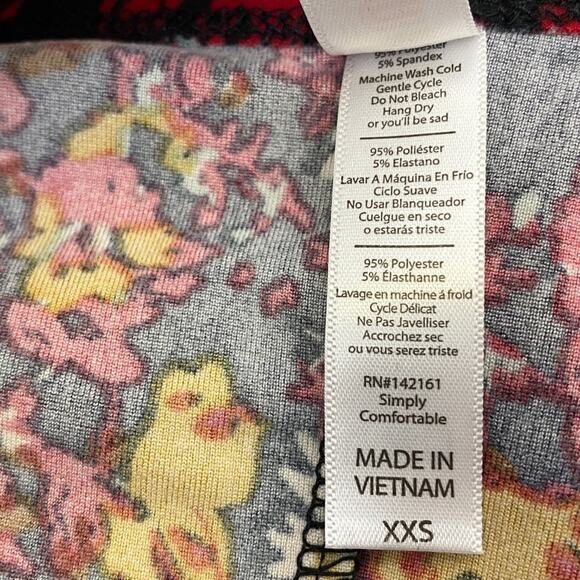 95% Polyester
5% Spandex
Machine Wash Cold
Gentle Cycle
Do Not Bleach
Hang Dry
or you'll be sad
95% Poliéster
5% Elastano
Lavar A Máquina En Frío
Ciclo Suave
No Usar Blanqueador
Cuelgue en seco
o estarás triste
95% Polyester
5% Élasthanne
Lavage en machine á froid
Cycle Délicat
Ne Pas Javelliser
Accrochez sec
ou vous serez triste
RN#142161
Simply
Comfortable
MADE IN
VIETNAM
XXS